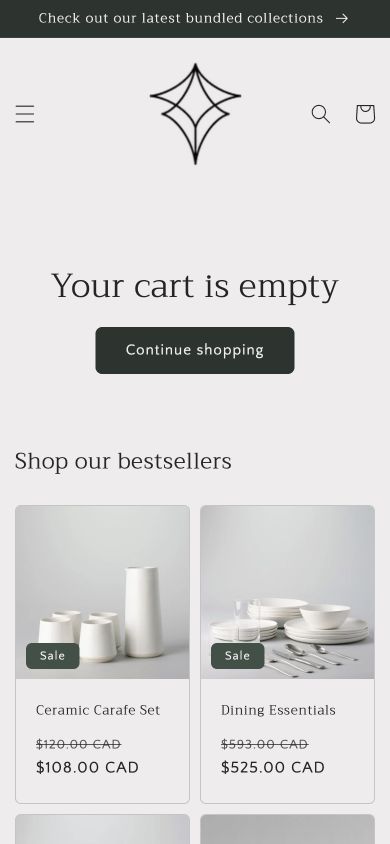 Check out our latest bundled collections
Your cart is empty
Continue shopping
Shop our bestsellers
Sale
Sale
Ceramic Carafe Set
$120.00 CAD
$108.00 CAD
Dining Essentials
$593.00 CAD
$525.00 CAD